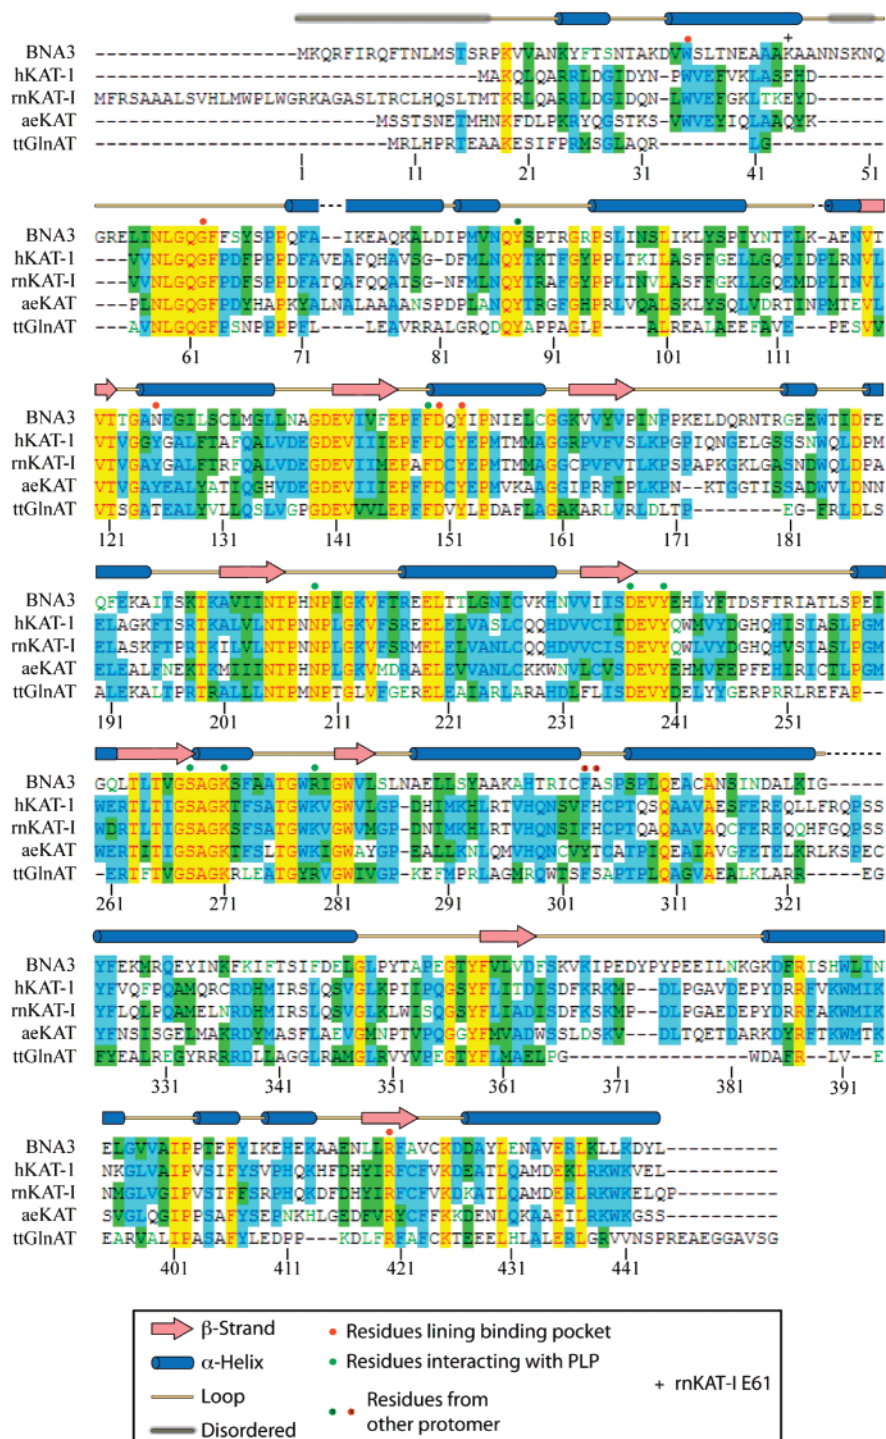 +
BNA3 ------------------MKQRFIRQFTNLMSTSRPKVVANKYFTSNTAKDVWSLTNEAAAKAANNSKNQ
hKAT-1 ----------------------------------MAKQLQARRLDGIDYN-PWVEFVKLASEHD------
rnKAT-I MFRSAAALSVHLMWPLWGRKAGASLTRCLHQSLTMTKRLQARRLDGIDQN-LWVEFGKLTKEYD------
aeKAT -------------------------MSSTSNETMHNKFDLPKRYQGSTKS-VWVEYIQLAAQYK------
ttGlnAT --------------------------MRLHPRTEAAKESIFPRMSGLAQR--------LG----------
1 11 21 31 41 51
BNA3 GRELINLGQGFFSYSPPQFA--IKEAQKALDIPMVNQYSPTRGRPSLINSLIKLYSPIYNTELK-AENVT
hKAT-1 ---VVNLGQGFPDFPPPDFAVEAFQHAVSG-DFMLNQYTKTFGYPPLTKILASFFGELLGQEIDPLRNVL
rnKAT-I ---VVNLGQGFPDFSPPDFATQAFQQATSG-NFMLNQYTRAFGYPPLTNVLASFFGKLLGQEMDPLTNVL
aeKAT ---PLNLGQGFPDYHAPKYALNALAAAANSPDPLANQYTRGFGHPRLVQALSKLYSQLVDRTINPMTEVL
ttGlnAT ---AVNLGQGFPSNPPPPFL----LEAVRRALGRQDQYAPPAGLP---ALREALAEEFAVE---PESVV
61 71 81 91 101 111
BNA3 VTTGANEGILSCLMGLLNAGDEVIVFEPFFDQYIPNIELCGGKVVYVPINPPKELDQRNTRGEEWTIDFE
hKAT-1 VTVGGYGALFTAFQALVDEGDEVIIIEPFFDCYEPMTMMAGGRPVFVSLKPGPIQNGELGSSSNWQLDPM
rnKAT-I VTVGAYGALFTRFQALVDEGDEVIIMEPAFDCYEPMTMMAGGCPVFVTLKPSPAPKGKLGASNDWQLDPA
aeKAT VTVGAYEALYATIQGHVDEGDEVIIIEPFFDCYEPMVKAAGGIPRFIPLKPN--KTGGTISSADWVLDNN
ttGlnAT VTSGATEALYVLLQSLVGPGDEVVVLEPFFDVYLPDAFLAGAKARLVRLDLTP--------EG-FRLDLS
121 131 141 151 161 171 181
BNA3 QFEKAITSKTKAVIINTPHNPIGKVFTREELTTLGNICVKHNVVIISDEVYEHLYFTDSFTRIATLSPEI
hKAT-1 ELAGKFTSRTKALVLNTPNNPLGKVFSREELELVASLCQQHDVVCITDEVYQWMVYDGHQHISIASLPGM
rnKAT-I ELASKFTPRTKILVLNTPNNPLGKVFSRMELELVANLCQQHDVVCISDEVYQWLVYDGHQHVSIASLPGM
aeKAT ELEALFNEKTKMIIINTPHNPLGKVMDRAELEVVANLCKKWNVLCVSDEVYEHMVFEPFEHIRICTLPGM
ttGlnAT ALEKALTPRTRALLLNTPMNPTGLVFGERELEAIARLARAHDLFLISDEVYDELYYGERPRRLREFAP--
191 201 211 221 231 241 251
BNA3 GQLTLTVGSAGKSFAATGWRIGWVLSLNAELLSYAAKAHTRICFASPSPLQEACANSINDALKIG-----
hKAT-1 WERTLTIGSAGKTFSATGWKVGWVLGP-DHIMKHLRTVHQNSVFHCPTQSQAAVAESFEREQLLFRQPSS
rnKAT-I WDRTLTIGSAGKSFSATGWKVGWVMGP-DNIMKHLRTVHQNSIFHCPTQAQAAVAQCFEREQQHFGQPSS
aeKAT WERTITIGSAGKTFSLTGWKIGWAYGP-EALLKNLQMVHQNCVYTCATPIQEAIAVGFETELKRLKSPEC
ttGlnAT -ERTFTVGSAGKRLEATGYRVGWIVGP-KEFMPRLAGMRQWTSFSAPTPLQAGVAEALKLARR-----EG
261 271 281 291 301 311 321
BNA3 YFEKMRQEYINKFKIFTSIFDELGLPYTAPEGTYFVLVDFSKVKIPEDYPYPEEILNKGKDFRISHWLIN
hKAT-1 YFVQFPQAMQRCRDHMIRSLQSVGLKPIIPQGSYFLITDISDFKRKMP--DLPGAVDEPYDRRFVKWMIK
rnKAT-I YFLQLPQAMELNRDHMIRSLQSVGLKLWISQGSYFLIADISDFKSKMP--DLPGAEDEPYDRRFAKWMIK
aeKAT YFNSISGELMAKRDYMASFLAEVGMNPTVPQGGYFMVADWSSLDSKV---DLTQETDARKDYRFTKWMTK
ttGlnAT FYEALREGYRRRRDLLAGGLRAMGLRVYVPEGTYFLMAELPG----------------WDAFR--LV--E
331 341 351 361 371 381 391
BNA3 ELGVVAIPPTEFYIKEHEKAAENLLRFAVCKDDAYLENAVERLKLLKDYL----------
hKAT-1 NKGLVAIPVSIFYSVPHQKHFDHYIRFCFVKDEATLQAMDEKLRKWKVEL----------
rnKAT-I NMGLVGIPVSTFFSRPHQKDFDHYIRFCFVKDKATLQAMDERLRKWKELQP---------
aeKAT SVGLQGIPPSAFYSEPNKHLGEDFVRYCFFKKDENLQKAAEILRKWKGSS----------
ttGlnAT EARVALIPASAFYLEDPP---KDLFRFAFCKTEEELHLALERLGRVVNSPREAEGGAVSG
401 411 421 431 441
β-Strand
α-Helix
Loop
Disordered
Residues lining binding pocket
Residues interacting with PLP
Residues from
other protomer
+ rnKAT-I E61